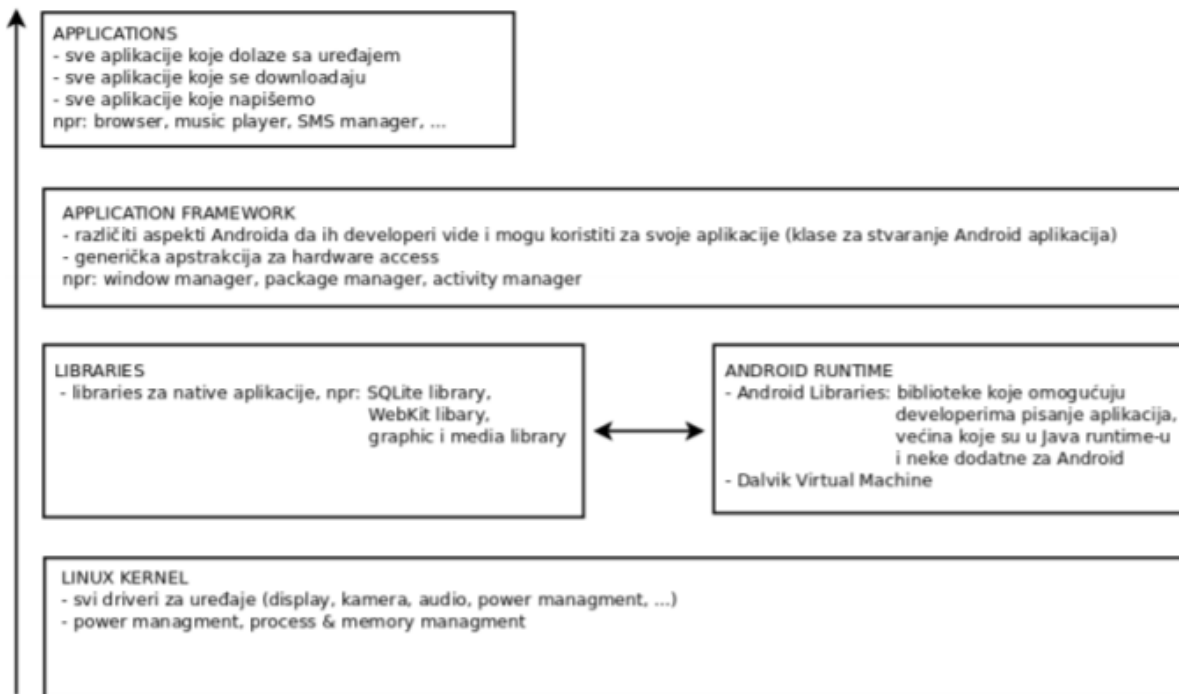 APPLICATIONS
- sve aplikacije koje dolaze sa uređajem
- sve aplikacije koje se downloadaju
- sve aplikacije koje napišemo
npr: browser, music player, SMS manager, ...
APPLICATION FRAMEWORK
- različiti aspekti Androida da ih developeri vide i mogu koristiti za svoje aplikacije (klase za stvaranje Android aplikacija)
- generička apstrakcija za hardware access
npr: window manager, package manager, activity manager
LIBRARIES
- libraries za native aplikacije, npr: SQLite library,
WebKit libary,
graphic i media library
ANDROID RUNTIME
- Android Libraries: biblioteke koje omogućuju
developerima pisanje aplikacija,
većina koje su u Java runtime-u
i neke dodatne za Android
- Dalvik Virtual Machine
LINUX KERNEL
- svi driveri za uređaje (display, kamera, audio, power managment, ...)
- power managment, process & memory managment